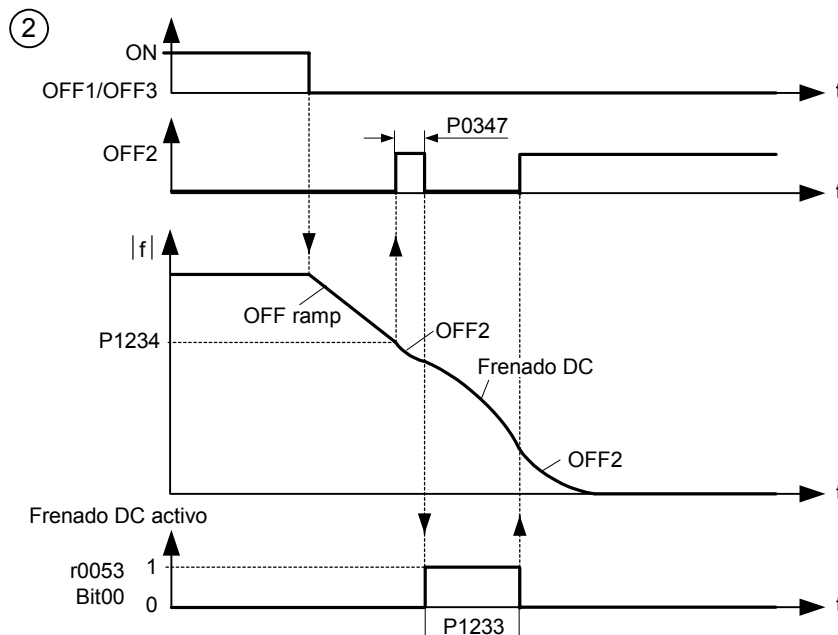 2
ON
OFF1/OFF3
t
P0347
OFF2
t
|f|
OFF ramp
P1234
OFF2
Frenado DC
OFF2
t
Frenado DC activo
r0053
Bit00
1
0
t
P1233